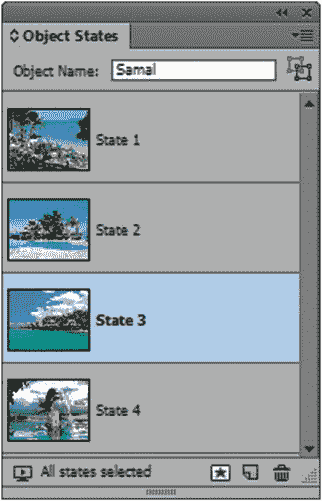 Object States
Object Name: Samal
State 1
State 2
State 3
State 4
All states selected